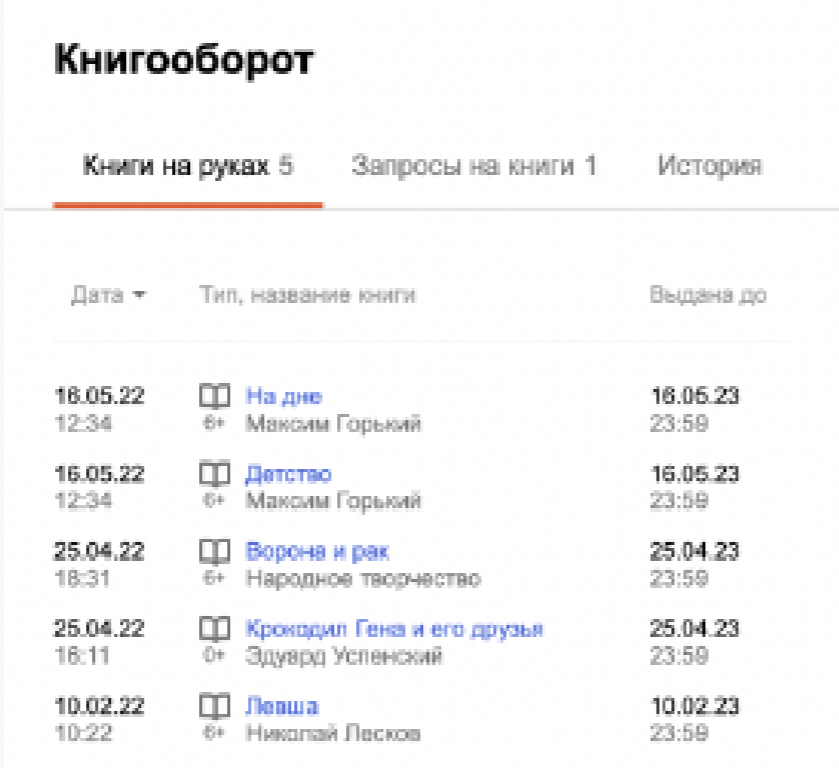 Книгооборот
Книги на руках 5 Запросы на книги 1 История
Дата Тип, название книги Выдана до
16.05.22 На дне 16.05.23
12:34 6+ Максим Горький 23:59
16.05.22 Детство 16.05.23
12:34 6+ Максим Горький 23:59
25.04.22 Ворона и рак 25.04.23
16:31 6+ Народное творчество 23:59
25.04.22 Крокодил Гена и его друзья 25.04.23
16:11 0+ Эдуард Успенский 23:59
10.02.22 Левша 10.02.23
10:22 6+ Николай Лесков 23:59